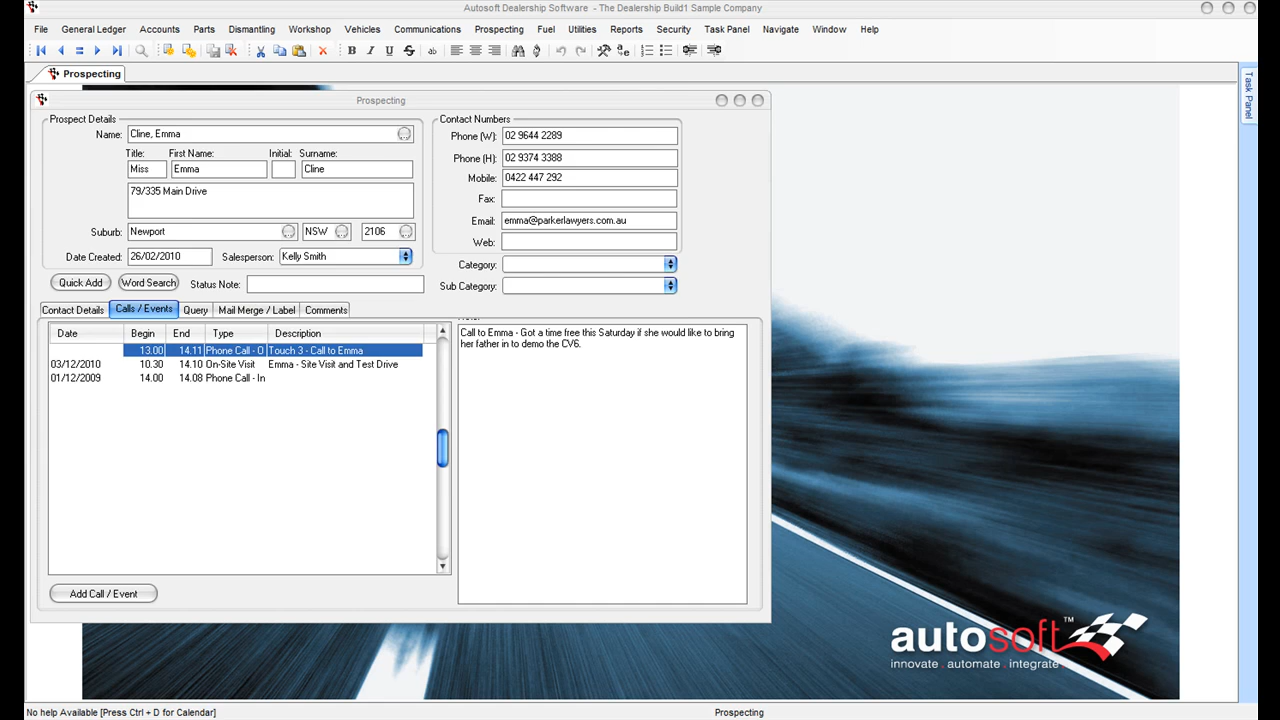 Autosoft Dealership Software - The Dealership Build1 Sample Company
File General Ledger Accounts Parts Dismantling Workshop Vehicles Communications Prospecting Fuel Utilities Reports Security Task Panel Navigate Window Help
Prospecting
Task Panel
Prospecting
Prospect Details
Name: Cline, Emma
Title: First Name: Initial: Surname:
Miss Emma Cline
79/335 Main Drive
Suburb: Newport NSW 2106
Date Created: 26/02/2010 Salesperson: Kelly Smith
Quick Add Word Search Status Note:
Contact Numbers
Phone (W): 02 9644 2289
Phone (H): 02 9374 3388
Mobile: 0422 447 292
Fax:
Email: emma@parkerlawyers.com.au
Web:
Category:
Sub Category:
Contact Details Calls / Events Query Mail Merge / Label Comments
Date Begin End Type Description
13.00 14.11 Phone Call - O Touch 3 - Call to Emma
03/12/2010 10.30 14.10 On-Site Visit Emma - Site Visit and Test Drive
01/12/2009 14.00 14.08 Phone Call - In
Call to Emma - Got a time free this Saturday if she would like to bring
her father in to demo the CV6.
Add Call / Event
autosoft™
innovate . automate . integrate
No help Available [Press Ctrl + D for Calendar] Prospecting